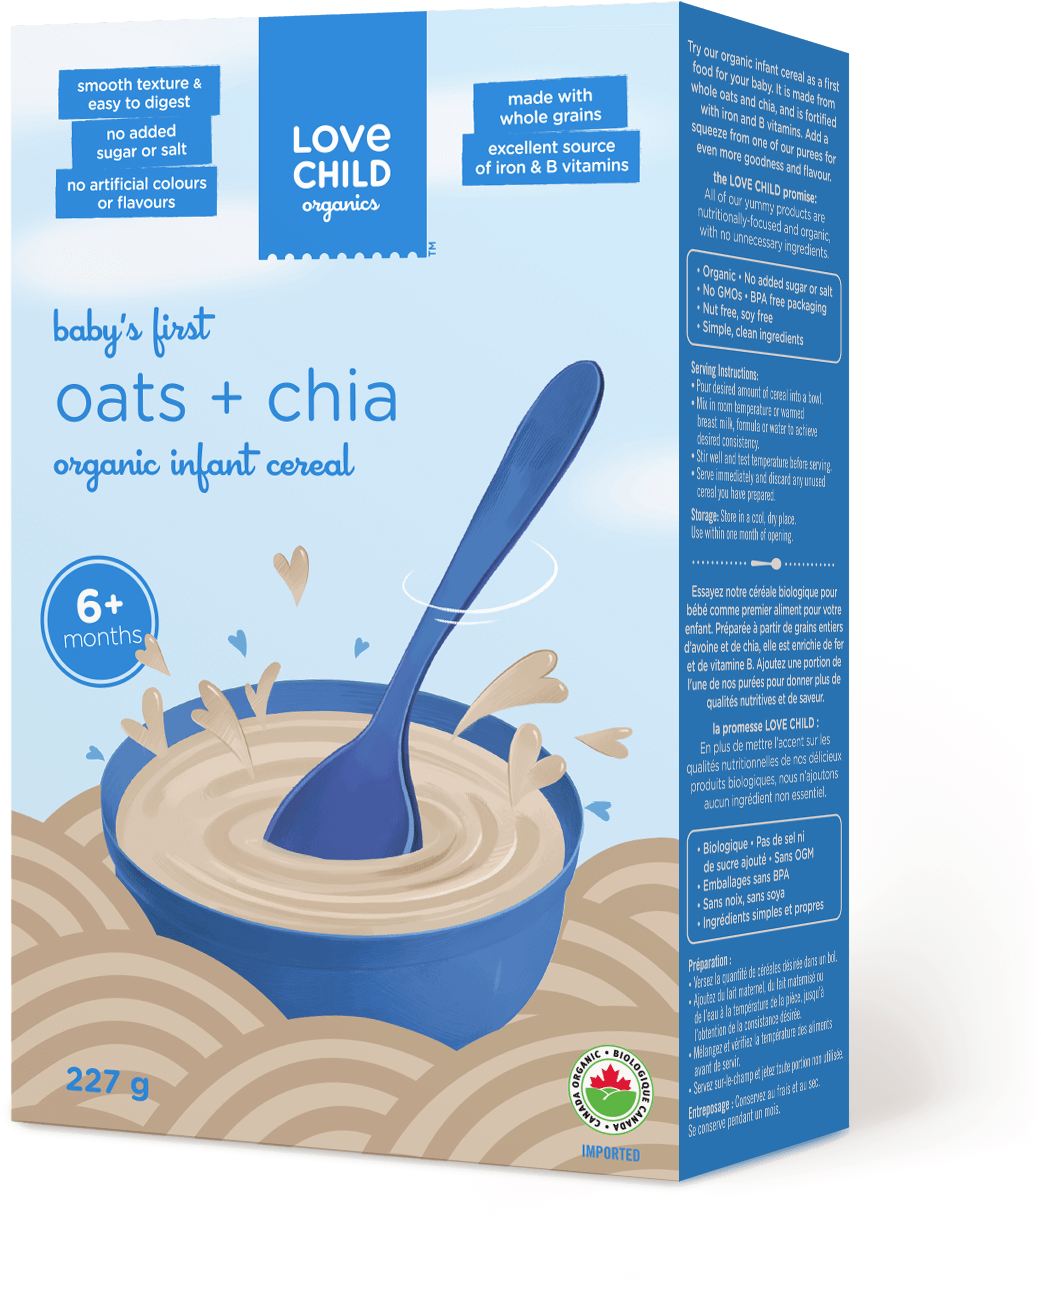 smooth texture &
easy to digest
no added
sugar or salt
no artificial colours
or flavours
LOVE
CHILD
organics
TM
made with
whole grains
excellent source
of iron & B vitamins
baby's first
oats + chia
organic infant cereal
6+
months
227 g
CANADA ORGANIC • BIOLOGIQUE CANADA •
IMPORTED
Try our organic infant cereal as a first
food for your baby. It is made from
whole oats and chia, and is fortified
with iron and B vitamins. Add a
squeeze from one of our purees for
even more goodness and flavour.
the LOVE CHILD promise:
All of our yummy products are
nutritionally-focused and organic,
with no unnecessary ingredients.
• Organic • No added sugar or salt
• No GMOs • BPA free packaging
• Nut free, soy free
• Simple, clean ingredients
Serving Instructions:
• Pour desired amount of cereal into a bowl.
• Mix in room temperature or warmed
breast milk, formula or water to achieve
desired consistency.
• Stir well and test temperature before serving.
• Serve immediately and discard any unused
cereal you have prepared.
Storage: Store in a cool, dry place.
Use within one month of opening.
Essayez notre céréale biologique pour
bébé comme premier aliment pour votre
enfant. Préparée à partir de grains entiers
d'avoine et de chia, elle est enrichie de fer
et de vitamine B. Ajoutez une portion de
l'une de nos purées pour donner plus de
qualités nutritives et de saveur.
la promesse LOVE CHILD :
En plus de mettre l'accent sur les
qualités nutritionnelles de nos délicieux
produits biologiques, nous n'ajoutons
aucun ingrédient non essentiel.
• Biologique • Pas de sel ni
de sucre ajouté • Sans OGM
• Emballages sans BPA
• Sans noix, sans soya
• Ingrédients simples et propres
Préparation :
• Versez la quantité de céréales désirée dans un bol.
• Ajoutez du lait maternel, du lait maternisé ou
de l'eau à la température de la pièce, jusqu'à
l'obtention de la consistance désirée.
• Mélangez et vérifiez la température des aliments
avant de servir.
• Servez sur-le-champ et jetez toute portion non utilisée.
Entreposage : Conservez au frais et au sec.
Se conserve pendant un mois.